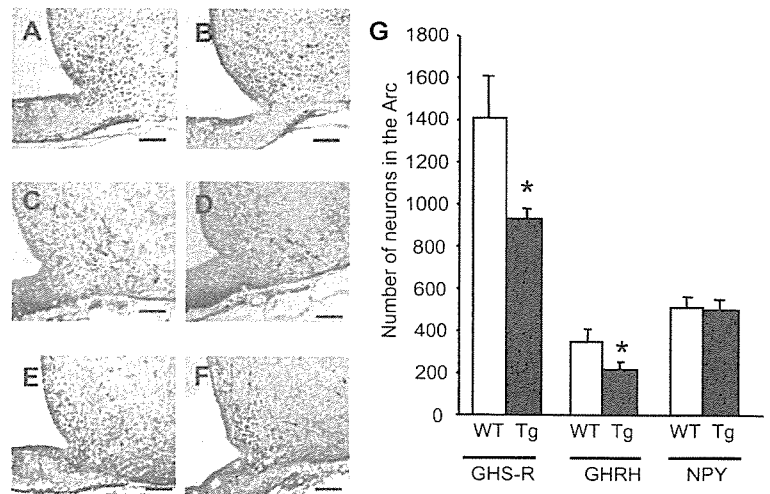 A
B
C
D
E
F
G
Number of neurons in the Arc
1800
1600
1400
1200
1000
800
600
400
200
0
*
*
WT Tg WT Tg WT Tg
GHS-R GHRH NPY